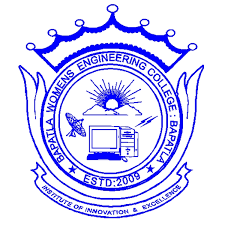 BAPATLA WOMENS ENGINEERING COLLEGE : BAPATLA
ESTD:2009
INSTITUTE OF INNOVATION & EXCELLENCE